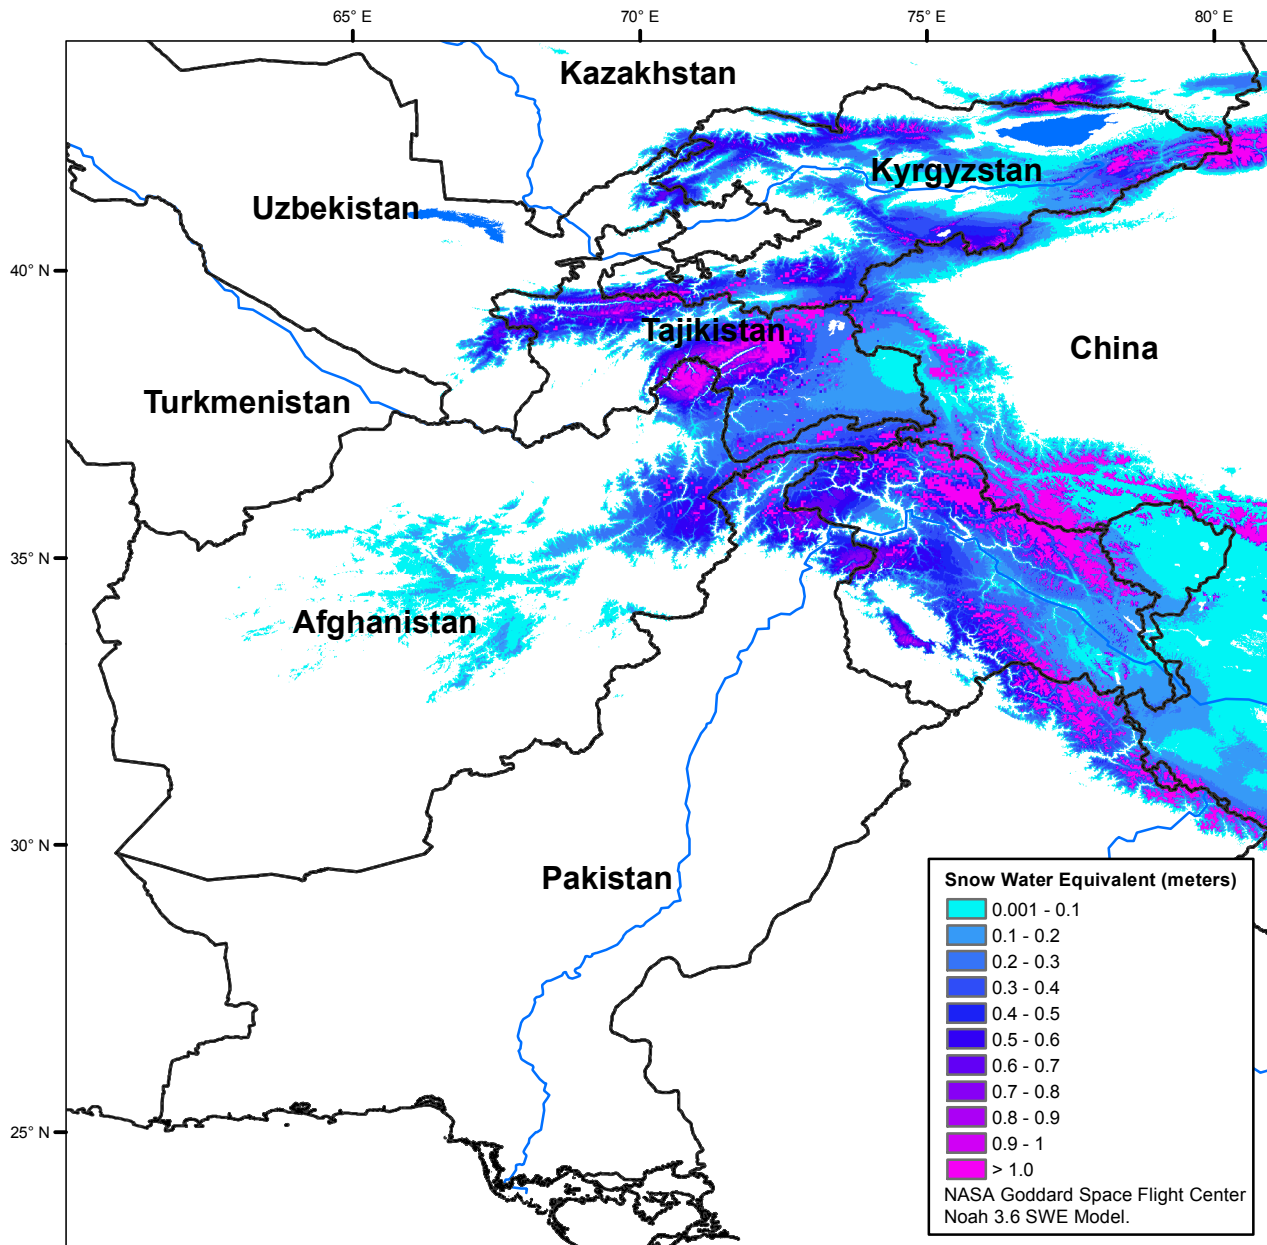 65° E
70° E
75° E
80° E
Kazakhstan
Kyrgyzstan
Uzbekistan
40° N
Tajikistan
China
Turkmenistan
35° N
Afghanistan
30° N
Pakistan
25° N
Snow Water Equivalent (meters)
0.001 - 0.1
0.1 - 0.2
0.2 - 0.3
0.3 - 0.4
0.4 - 0.5
0.5 - 0.6
0.6 - 0.7
0.7 - 0.8
0.8 - 0.9
0.9 - 1
> 1.0
NASA Goddard Space Flight Center
Noah 3.6 SWE Model.